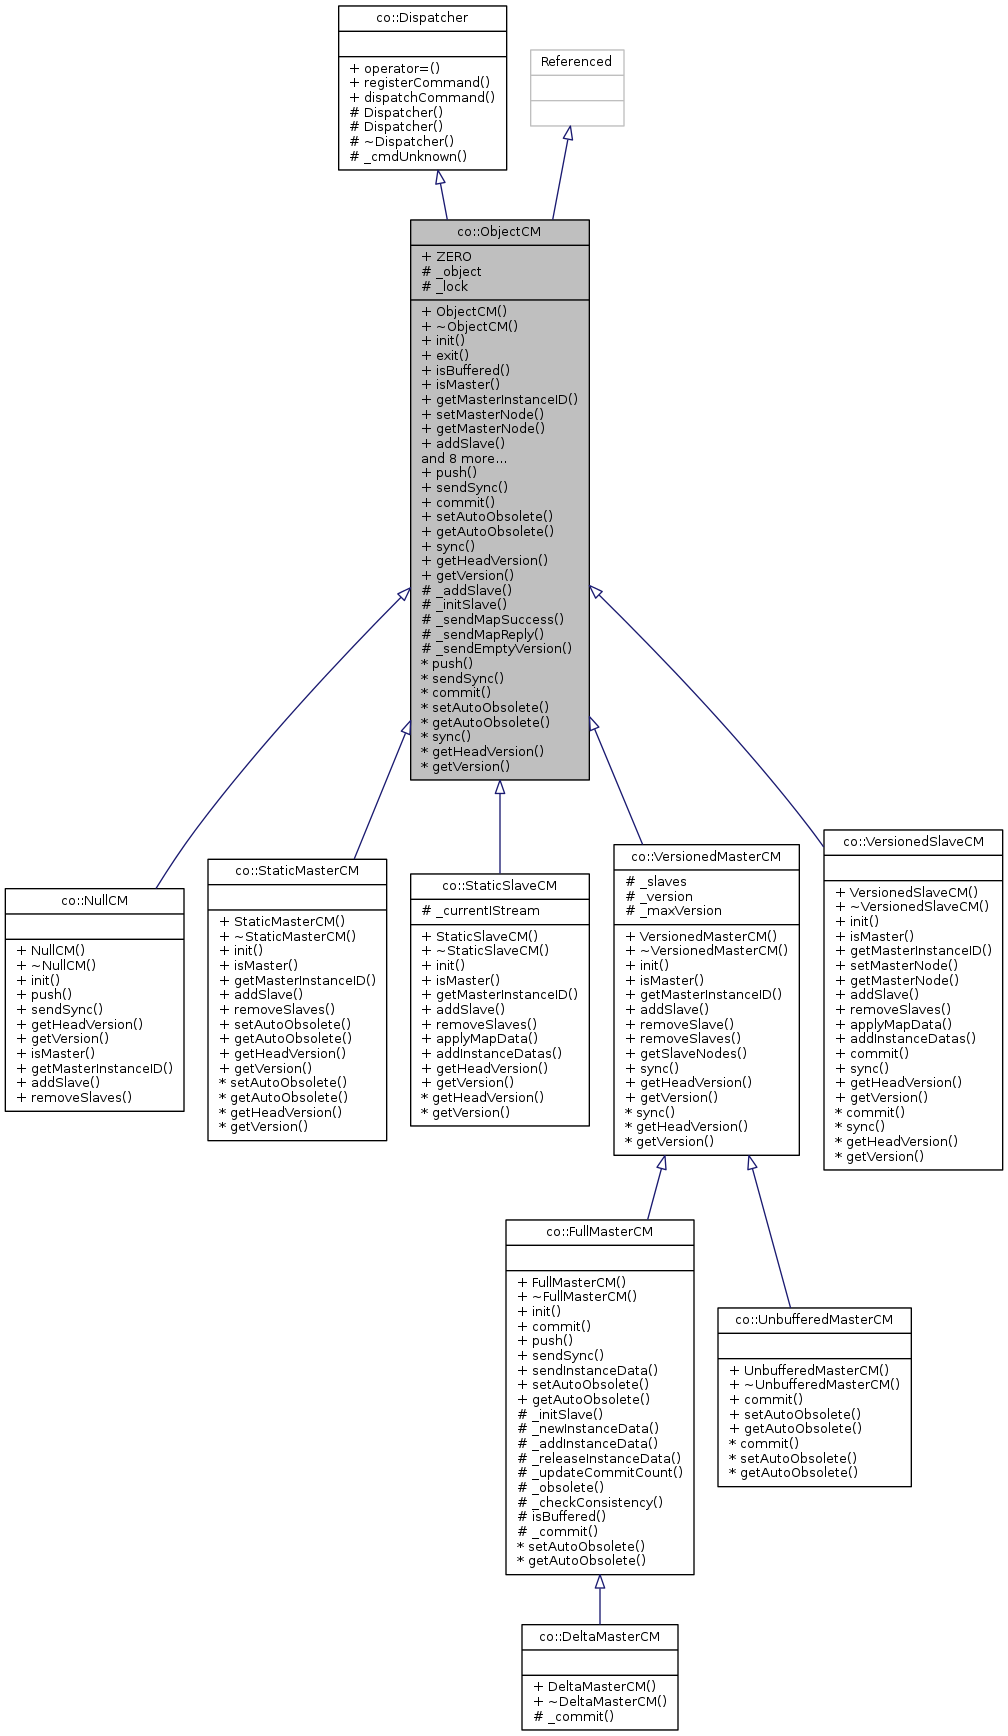 co::Dispatcher
+ operator=()
+ registerCommand()
+ dispatchCommand()
# Dispatcher()
# Dispatcher()
# ~Dispatcher()
# _cmdUnknown()
Referenced
co::ObjectCM
+ ZERO
# _object
# _lock
+ ObjectCM()
+ ~ObjectCM()
+ init()
+ exit()
+ isBuffered()
+ isMaster()
+ getMasterInstanceID()
+ setMasterNode()
+ getMasterNode()
+ addSlave()
and 8 more...
+ push()
+ sendSync()
+ commit()
+ setAutoObsolete()
+ getAutoObsolete()
+ sync()
+ getHeadVersion()
+ getVersion()
# _addSlave()
# _initSlave()
# _sendMapSuccess()
# _sendMapReply()
# _sendEmptyVersion()
* push()
* sendSync()
* commit()
* setAutoObsolete()
* getAutoObsolete()
* sync()
* getHeadVersion()
* getVersion()
co::NullCM
+ NullCM()
+ ~NullCM()
+ init()
+ push()
+ sendSync()
+ getHeadVersion()
+ getVersion()
+ isMaster()
+ getMasterInstanceID()
+ addSlave()
+ removeSlaves()
co::StaticMasterCM
+ StaticMasterCM()
+ ~StaticMasterCM()
+ init()
+ isMaster()
+ getMasterInstanceID()
+ addSlave()
+ removeSlaves()
+ setAutoObsolete()
+ getAutoObsolete()
+ getHeadVersion()
+ getVersion()
* setAutoObsolete()
* getAutoObsolete()
* getHeadVersion()
* getVersion()
co::StaticSlaveCM
# _currentIStream
+ StaticSlaveCM()
+ ~StaticSlaveCM()
+ init()
+ isMaster()
+ getMasterInstanceID()
+ addSlave()
+ removeSlaves()
+ applyMapData()
+ addInstanceDatas()
+ getHeadVersion()
+ getVersion()
* getHeadVersion()
* getVersion()
co::VersionedMasterCM
# _slaves
# _version
# _maxVersion
+ VersionedMasterCM()
+ ~VersionedMasterCM()
+ init()
+ isMaster()
+ getMasterInstanceID()
+ addSlave()
+ removeSlave()
+ removeSlaves()
+ getSlaveNodes()
+ sync()
+ getHeadVersion()
+ getVersion()
* sync()
* getHeadVersion()
* getVersion()
co::VersionedSlaveCM
+ VersionedSlaveCM()
+ ~VersionedSlaveCM()
+ init()
+ isMaster()
+ getMasterInstanceID()
+ setMasterNode()
+ getMasterNode()
+ addSlave()
+ removeSlaves()
+ applyMapData()
+ addInstanceDatas()
+ commit()
+ sync()
+ getHeadVersion()
+ getVersion()
* commit()
* sync()
* getHeadVersion()
* getVersion()
co::FullMasterCM
+ FullMasterCM()
+ ~FullMasterCM()
+ init()
+ commit()
+ push()
+ sendSync()
+ sendInstanceData()
+ setAutoObsolete()
+ getAutoObsolete()
# _initSlave()
# _newInstanceData()
# _addInstanceData()
# _releaseInstanceData()
# _updateCommitCount()
# _obsolete()
# _checkConsistency()
# isBuffered()
# _commit()
* setAutoObsolete()
* getAutoObsolete()
co::UnbufferedMasterCM
+ UnbufferedMasterCM()
+ ~UnbufferedMasterCM()
+ commit()
+ setAutoObsolete()
+ getAutoObsolete()
* commit()
* setAutoObsolete()
* getAutoObsolete()
co::DeltaMasterCM
+ DeltaMasterCM()
+ ~DeltaMasterCM()
# _commit()